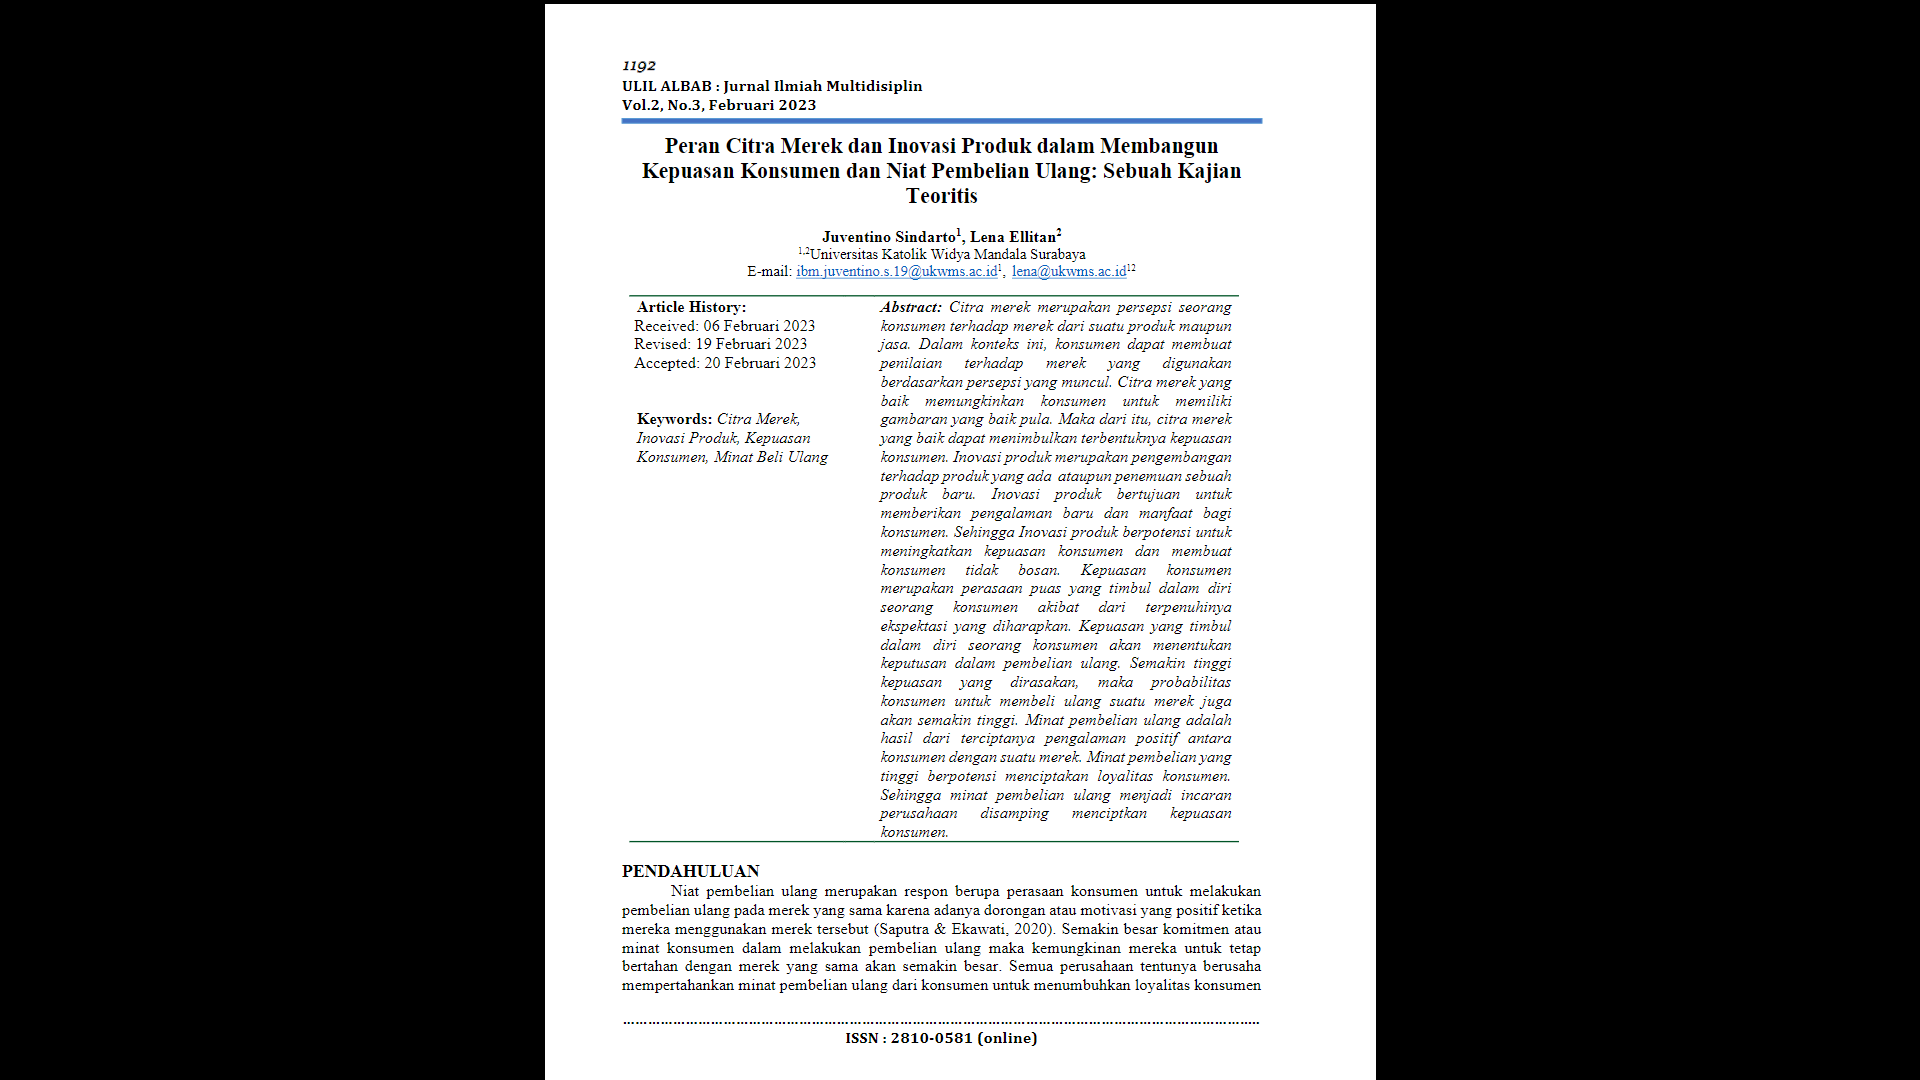 1192
ULIL ALBAB : Jurnal Ilmiah Multidisiplin
Vol.2, No.3, Februari 2023
Peran Citra Merek dan Inovasi Produk dalam Membangun
Kepuasan Konsumen dan Niat Pembelian Ulang: Sebuah Kajian
Teoritis
Juventino Sindarto1, Lena Ellitan2
1,2Universitas Katolik Widya Mandala Surabaya
E-mail: ibm.juventino.s.19@ukwms.ac.id1, lena@ukwms.ac.id12
Article History:
Received: 06 Februari 2023
Revised: 19 Februari 2023
Accepted: 20 Februari 2023
Keywords: Citra Merek,
Inovasi Produk, Kepuasan
Konsumen, Minat Beli Ulang
Abstract: Citra merek merupakan persepsi seorang
konsumen terhadap merek dari suatu produk maupun
jasa. Dalam konteks ini, konsumen dapat membuat
penilaian terhadap merek yang digunakan
berdasarkan persepsi yang muncul. Citra merek yang
baik memungkinkan konsumen untuk memiliki
gambaran yang baik pula. Maka dari itu, citra merek
yang baik dapat menimbulkan terbentuknya kepuasan
konsumen. Inovasi produk merupakan pengembangan
terhadap produk yang ada ataupun penemuan sebuah
produk baru. Inovasi produk bertujuan untuk
memberikan pengalaman baru dan manfaat bagi
konsumen. Sehingga Inovasi produk berpotensi untuk
meningkatkan kepuasan konsumen dan membuat
konsumen tidak bosan. Kepuasan konsumen
merupakan perasaan puas yang timbul dalam diri
seorang konsumen akibat dari terpenuhinya
ekspektasi yang diharapkan. Kepuasan yang timbul
dalam diri seorang konsumen akan menentukan
keputusan dalam pembelian ulang. Semakin tinggi
kepuasan yang dirasakan, maka probabilitas
konsumen untuk membeli ulang suatu merek juga
akan semakin tinggi. Minat pembelian ulang adalah
hasil dari terciptanya pengalaman positif antara
konsumen dengan suatu merek. Minat pembelian yang
tinggi berpotensi menciptakan loyalitas konsumen.
Sehingga minat pembelian ulang menjadi incaran
perusahaan disamping menciptkan kepuasan
konsumen.
PENDAHULUAN
Niat pembelian ulang merupakan respon berupa perasaan konsumen untuk melakukan
pembelian ulang pada merek yang sama karena adanya dorongan atau motivasi yang positif ketika
mereka menggunakan merek tersebut (Saputra & Ekawati, 2020). Semakin besar komitmen atau
minat konsumen dalam melakukan pembelian ulang maka kemungkinan mereka untuk tetap
bertahan dengan merek yang sama akan semakin besar. Semua perusahaan tentunya berusaha
mempertahankan minat pembelian ulang dari konsumen untuk menumbuhkan loyalitas konsumen
ISSN : 2810-0581 (online)